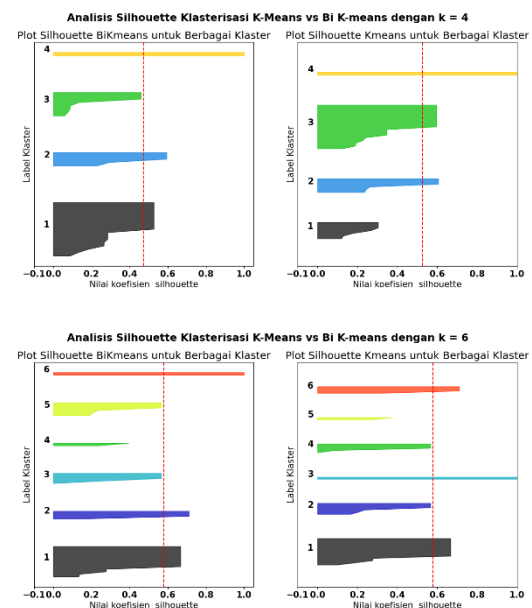 Analisis Silhouette Klasterisasi K-Means vs Bi K-Means dengan k = 4
Plot Silhouette BiKmeans untuk Berbagai Klaster
Label Klaster
4
3
2
1
−0.10.0 0.2 0.4 0.6 0.8 1.0
Nilai koefisien silhouette
Plot Silhouette Kmeans untuk Berbagai Klaster
Label Klaster
4
3
2
1
−0.10.0 0.2 0.4 0.6 0.8 1.0
Nilai koefisien silhouette
Analisis Silhouette Klasterisasi K-Means vs Bi K-means dengan k = 6
Plot Silhouette BiKmeans untuk Berbagai Klaster
Label Klaster
6
5
4
3
2
1
−0.10.0 0.2 0.4 0.6 0.8 1.0
Nilai koefisien silhouette
Plot Silhouette Kmeans untuk Berbagai Klaster
Label Klaster
6
5
4
3
2
1
−0.10.0 0.2 0.4 0.6 0.8 1.0
Nilai koefisien silhouette